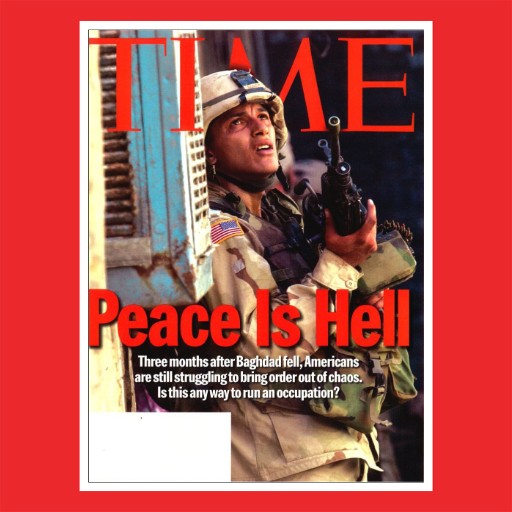 TIME
Peace Is Hell
Three months after Baghdad fell, Americans
are still struggling to bring order out of chaos.
Is this any way to run an occupation?